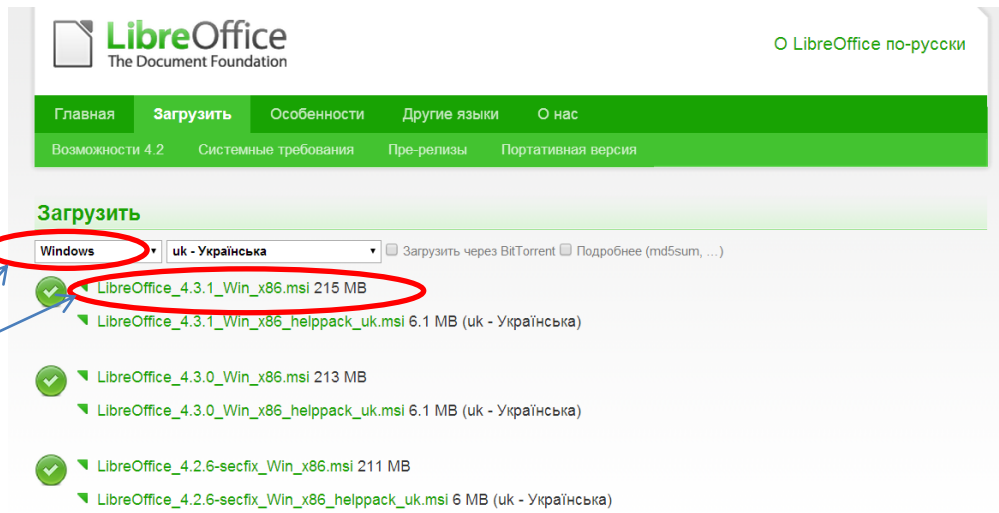 LibreOffice
The Document Foundation
О LibreOffice по-русски
Главная Загрузить Особенности Другие языки О нас
Возможности 4.2 Системные требования Пре-релизы Портативная версия
Загрузить
Windows uk - Українська Загрузить через BitTorrent Подробнее (md5sum, ...)
LibreOffice_4.3.1_Win_x86.msi 215 MB
LibreOffice_4.3.1_Win_x86_helppack_uk.msi 6.1 MB (uk - Українська)
LibreOffice_4.3.0_Win_x86.msi 213 MB
LibreOffice_4.3.0_Win_x86_helppack_uk.msi 6.1 MB (uk - Українська)
LibreOffice_4.2.6-secfix_Win_x86.msi 211 MB
LibreOffice_4.2.6-secfix_Win_x86_helppack_uk.msi 6 MB (uk - Українська)